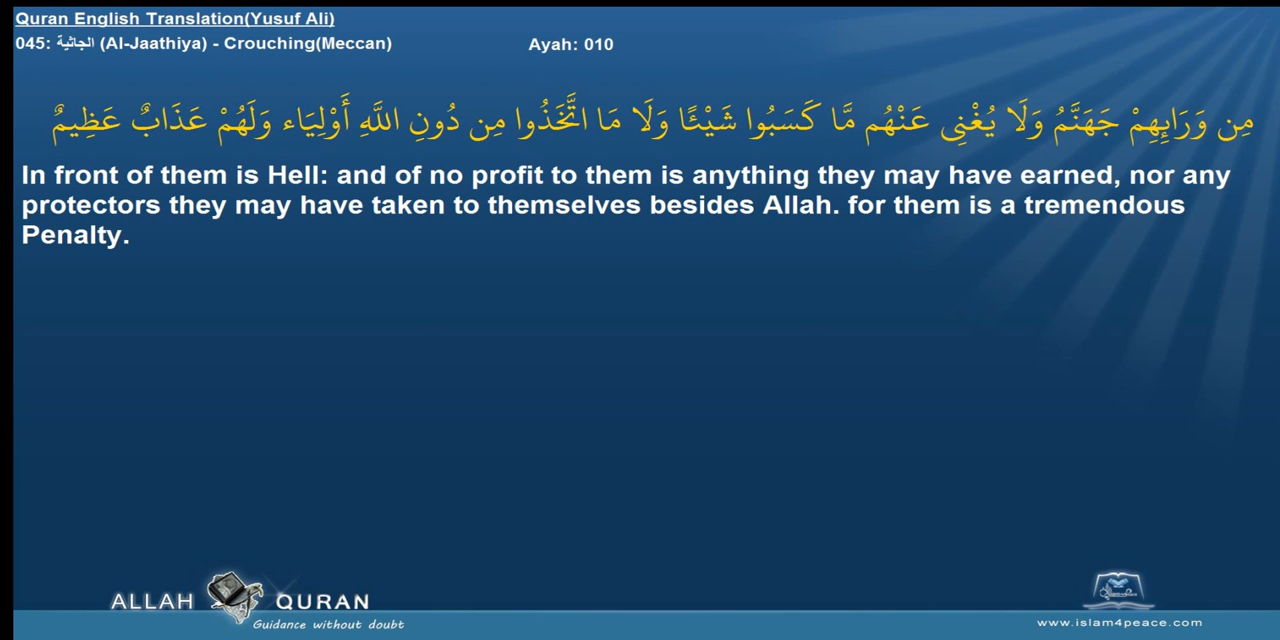 Quran English Translation(Yusuf Ali)
045: الجاثية (Al-Jaathiya) - Crouching(Meccan) Ayah: 010
مِن وَرَائِهِمْ جَهَنَّمُ وَلَا يُغْنِى عَنْهُم مَّا كَسَبُوا شَيْئًا وَلَا مَا اتَّخَذُوا مِن دُونِ اللَّهِ أَوْلِيَاء وَلَهُمْ عَذَابٌ عَظِيمٌ
In front of them is Hell: and of no profit to them is anything they may have earned, nor any
protectors they may have taken to themselves besides Allah. for them is a tremendous
Penalty.
ALLAH QURAN
Guidance without doubt
www.islam4peace.com